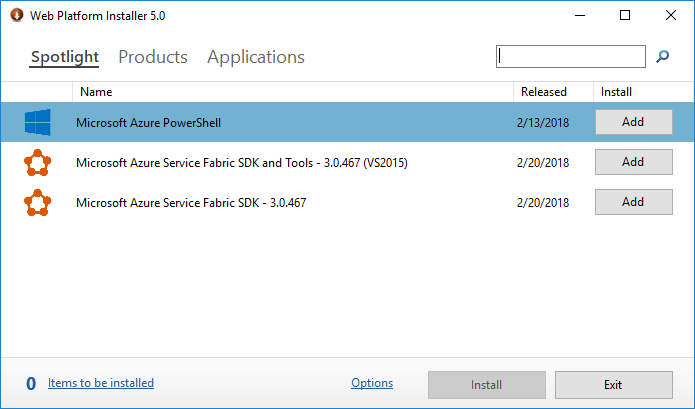 Web Platform Installer 5.0
Spotlight Products Applications
Name Released Install
Microsoft Azure PowerShell 2/13/2018 Add
Microsoft Azure Service Fabric SDK and Tools - 3.0.467 (VS2015) 2/20/2018 Add
Microsoft Azure Service Fabric SDK - 3.0.467 2/20/2018 Add
0 Items to be installed Options Install Exit